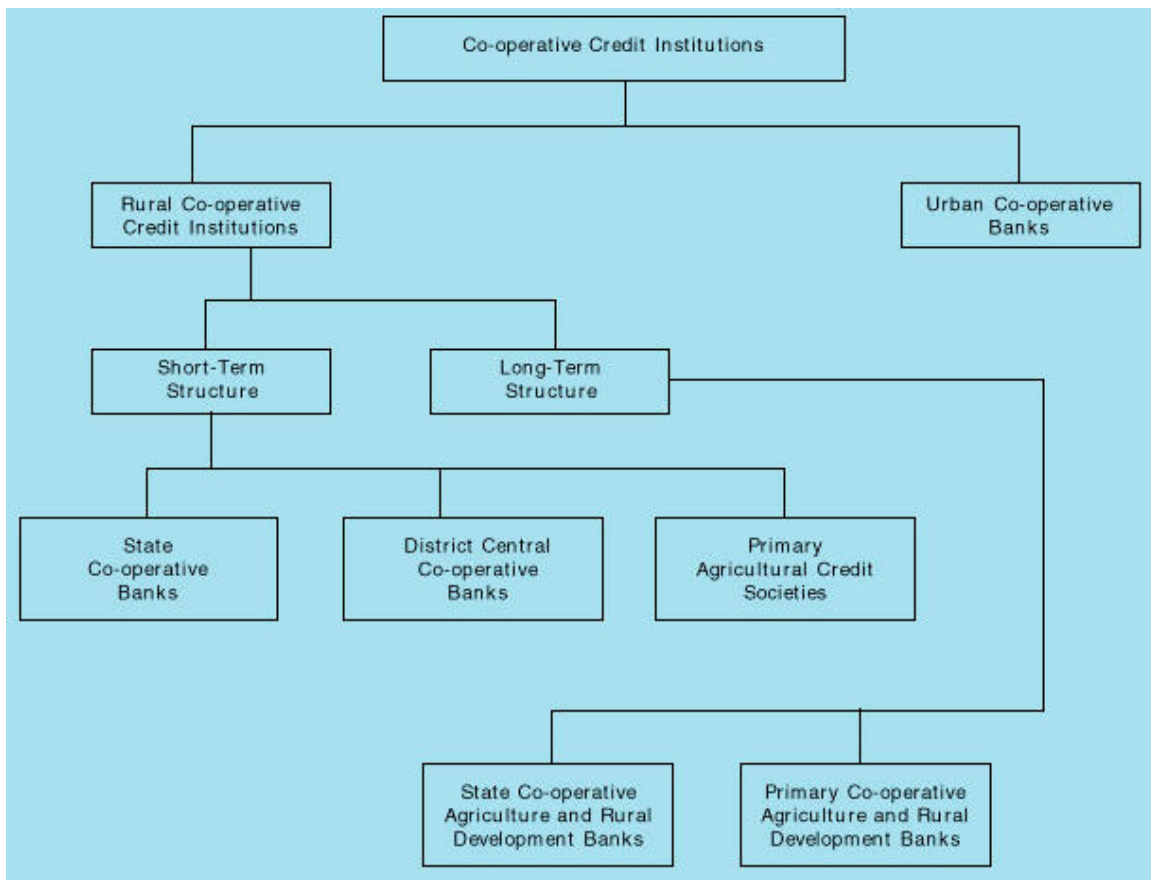 Co-operative Credit Institutions
Rural Co-operative
Credit Institutions
Urban Co-operative
Banks
Short-Term
Structure
Long-Term
Structure
State
Co-operative
Banks
District Central
Co-operative
Banks
Primary
Agricultural Credit
Societies
State Co-operative
Agriculture and Rural
Development Banks
Primary Co-operative
Agriculture and Rural
Development Banks